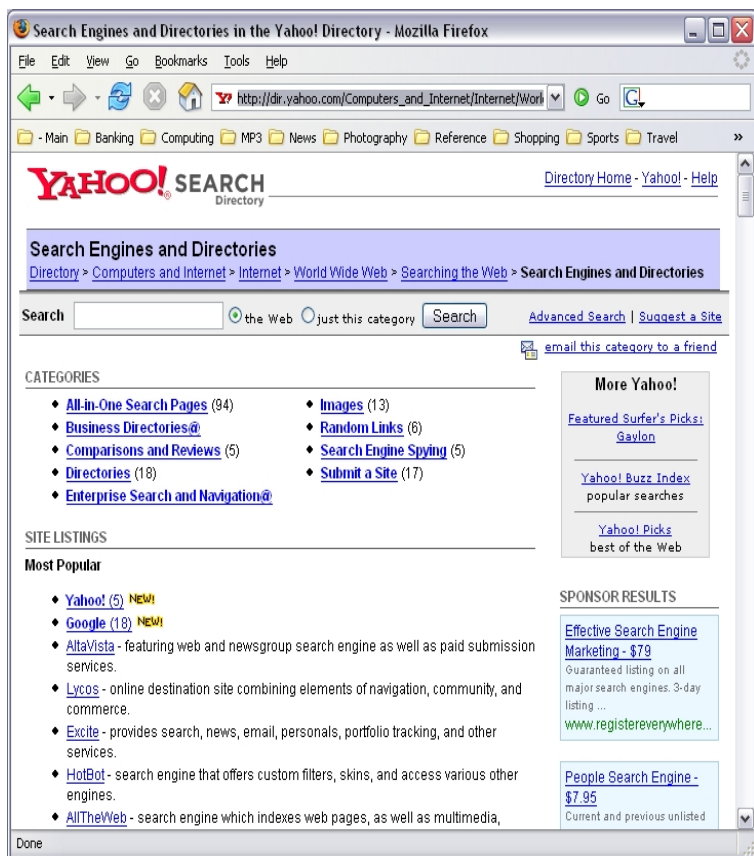 Search Engines and Directories in the Yahoo! Directory - Mozilla Firefox
File Edit View Go Bookmarks Tools Help
http://dir.yahoo.com/Computers_and_Internet/Internet/Worl Go G
- Main Banking Computing MP3 News Photography Reference Shopping Sports Travel »
YAHOO! SEARCH
Directory
Directory Home - Yahoo! - Help
Search Engines and Directories
Directory > Computers and Internet > Internet > World Wide Web > Searching the Web > Search Engines and Directories
Search the Web just this category Search Advanced Search | Suggest a Site
email this category to a friend
CATEGORIES
All-in-One Search Pages (94)
Business Directories@
Comparisons and Reviews (5)
Directories (18)
Enterprise Search and Navigation@
Images (13)
Random Links (6)
Search Engine Spying (5)
Submit a Site (17)
SITE LISTINGS
Most Popular
Yahoo! (5) NEW!
Google (18) NEW!
AltaVista - featuring web and newsgroup search engine as well as paid submission
services.
Lycos - online destination site combining elements of navigation, community, and
commerce.
Excite - provides search, news, email, personals, portfolio tracking, and other
services.
HotBot - search engine that offers custom filters, skins, and access various other
engines.
AllTheWeb - search engine which indexes web pages, as well as multimedia,
More Yahoo!
Featured Surfer's Picks:
Gaylon
Yahoo! Buzz Index
popular searches
Yahoo! Picks
best of the Web
SPONSOR RESULTS
Effective Search Engine
Marketing - $79
Guaranteed listing on all
major search engines. 3-day
listing ...
www.registereverywhere...
People Search Engine -
$7.95
Current and previous unlisted
Done